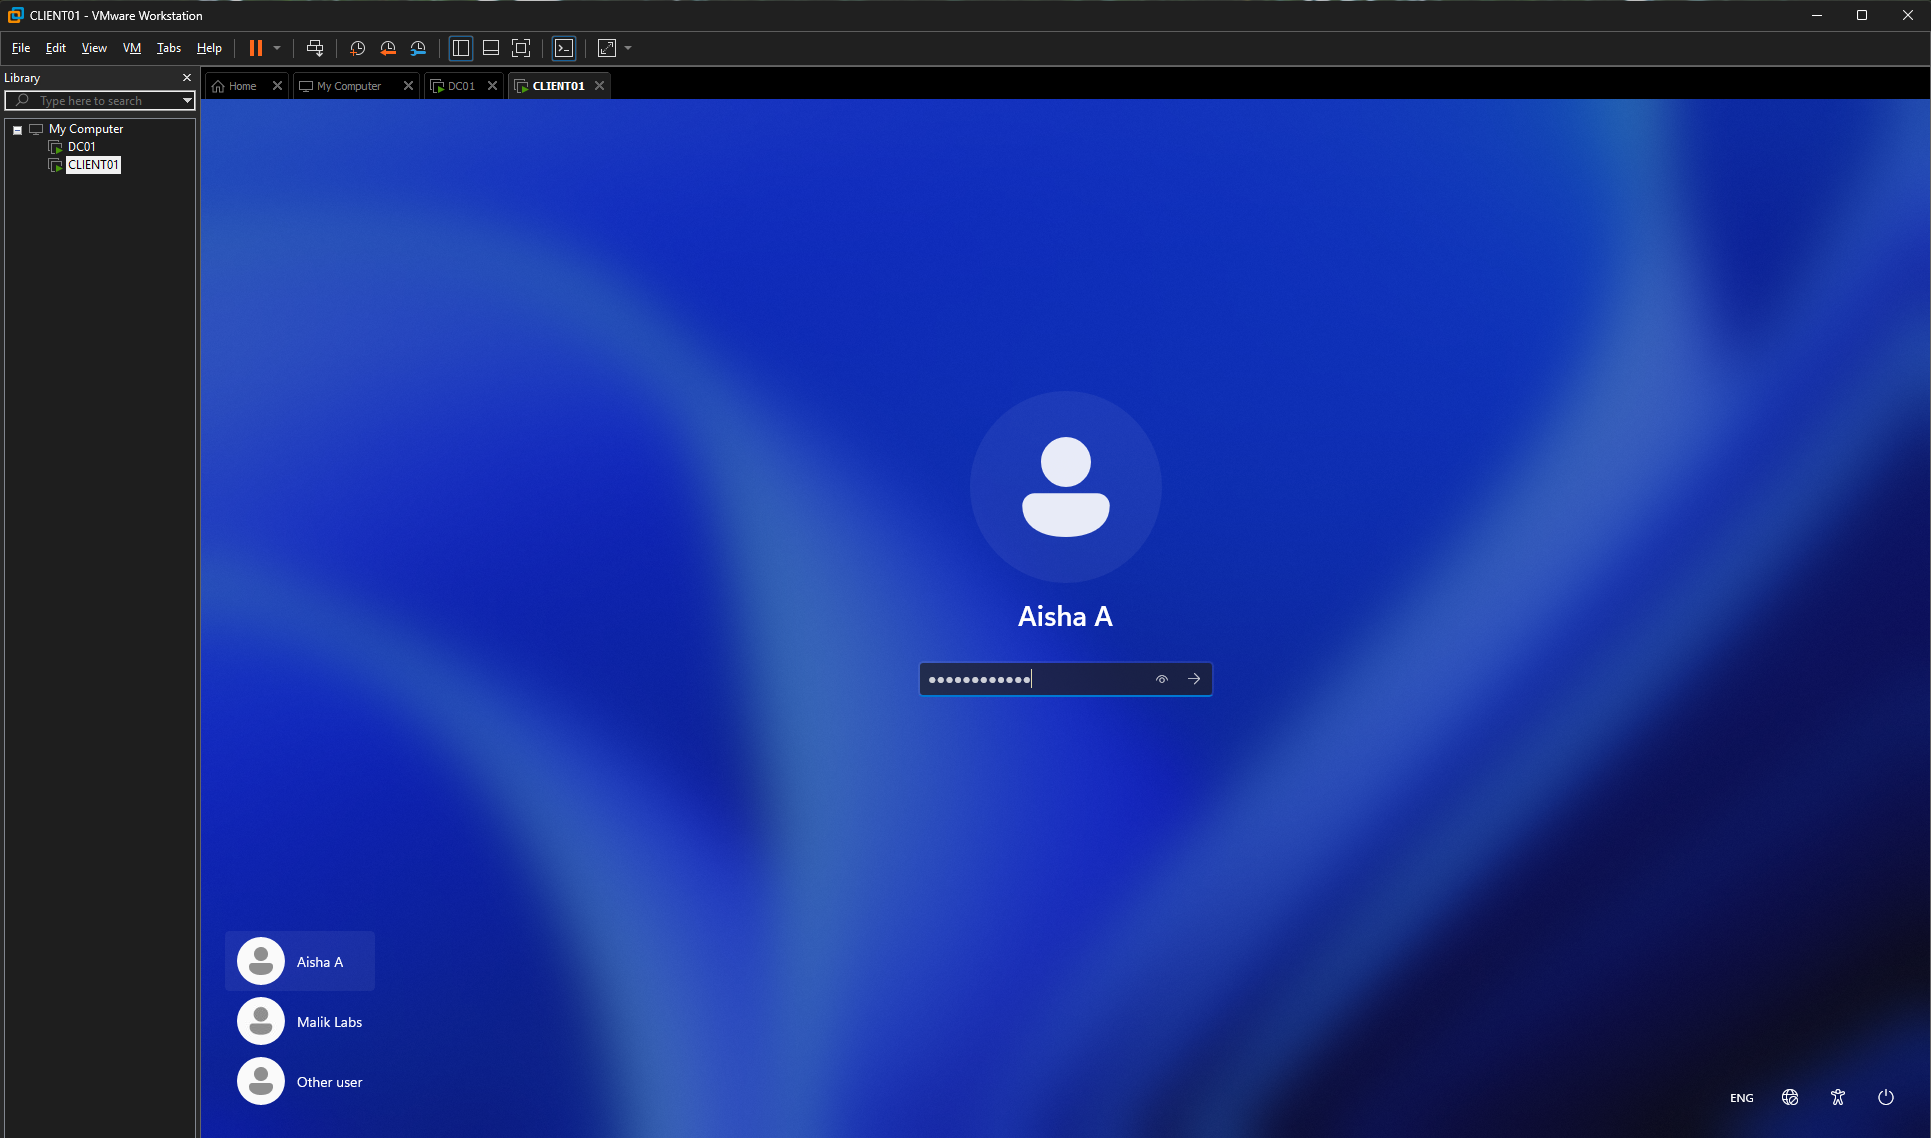 CLIENT01 - VMware Workstation
File Edit View VM Tabs Help
Library
Type here to search
My Computer
DC01
CLIENT01
Home
My Computer
DC01
CLIENT01
Aisha A
Aisha A
Malik Labs
Other user
ENG